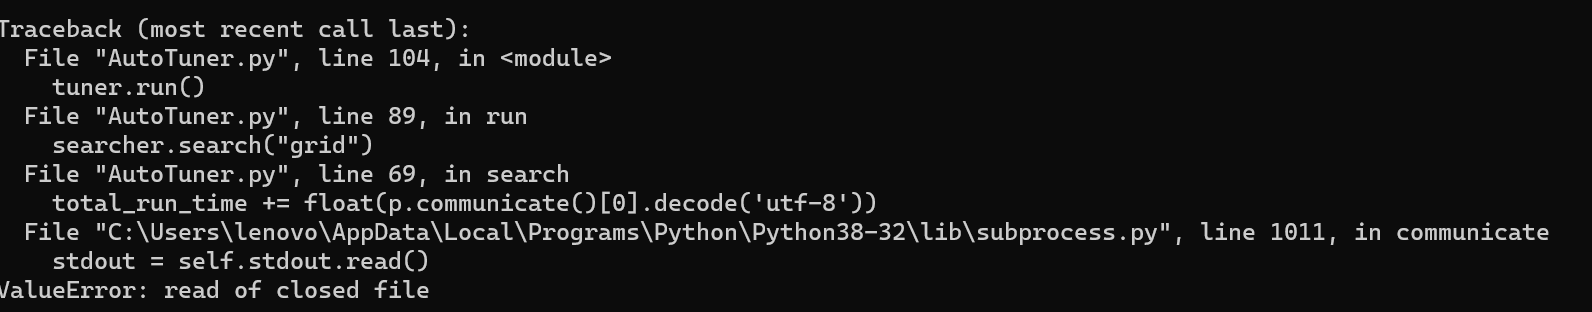 Traceback (most recent call last):
  File "AutoTuner.py", line 104, in <module>
    tuner.run()
  File "AutoTuner.py", line 89, in run
    searcher.search("grid")
  File "AutoTuner.py", line 69, in search
    total_run_time += float(p.communicate()[0].decode('utf-8'))
  File "C:\Users\lenovo\AppData\Local\Programs\Python\Python38-32\lib\subprocess.py", line 1011, in communicate
    stdout = self.stdout.read()
ValueError: read of closed file